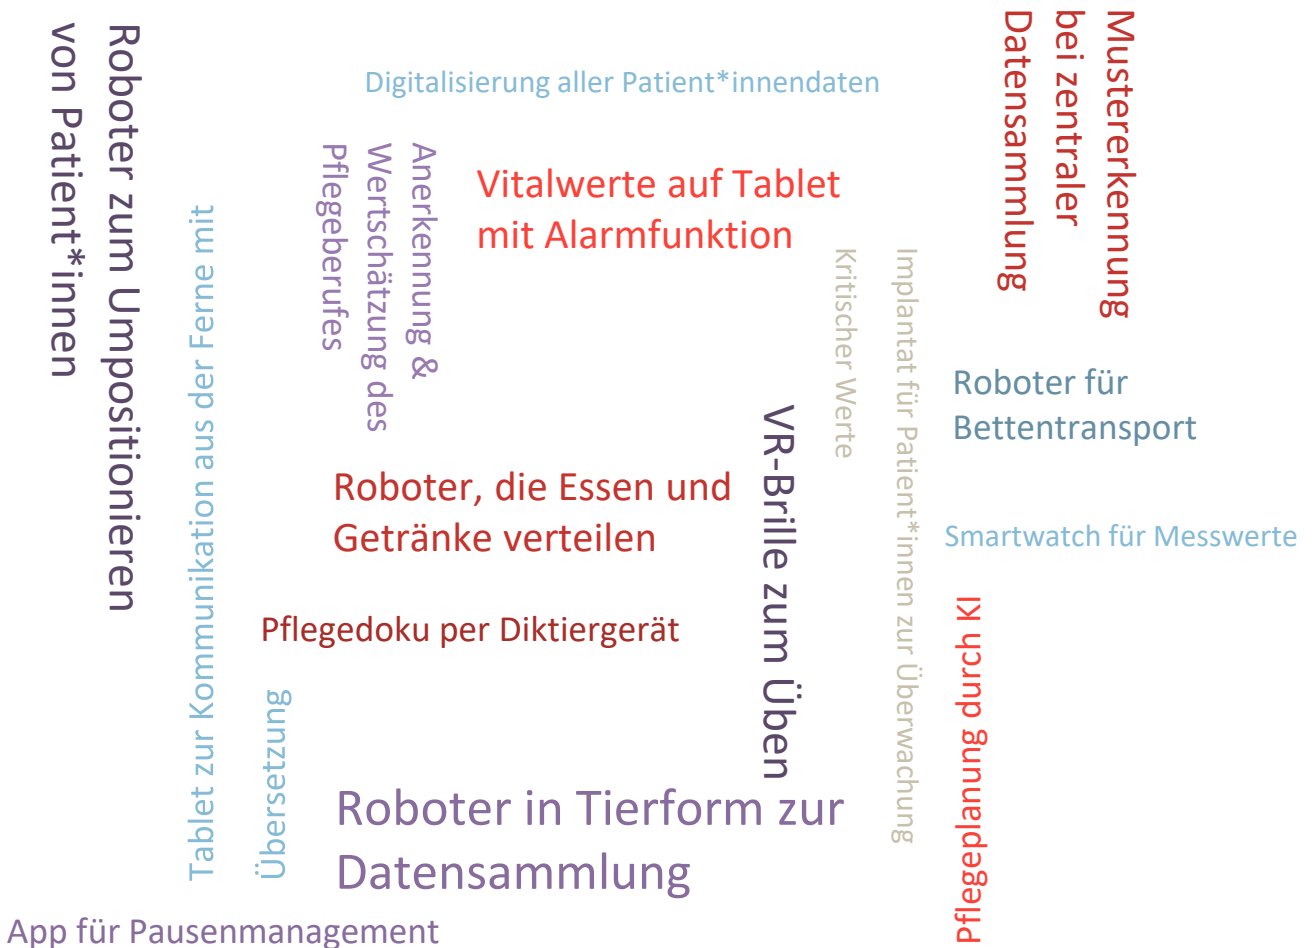 Roboter zum Umpositionieren
von Patient*innen
Digitalisierung aller Patient*innendaten
Mustererkennung
bei zentraler
Datensammlung
Anerkennung &
Wertschätzung des
Pflegeberufes
Vitalwerte auf Tablet
mit Alarmfunktion
Tablet zur Kommunikation aus der Ferne mit
Übersetzung
Implantat für Patient*innen zur Überwachung
Kritischer Werte
Roboter für
Bettentransport
VR-Brille zum Üben
Roboter, die Essen und
Getränke verteilen
Smartwatch für Messwerte
Pflegedoku per Diktiergerät
Pflegeplanung durch KI
Roboter in Tierform zur
Datensammlung
App für Pausenmanagement